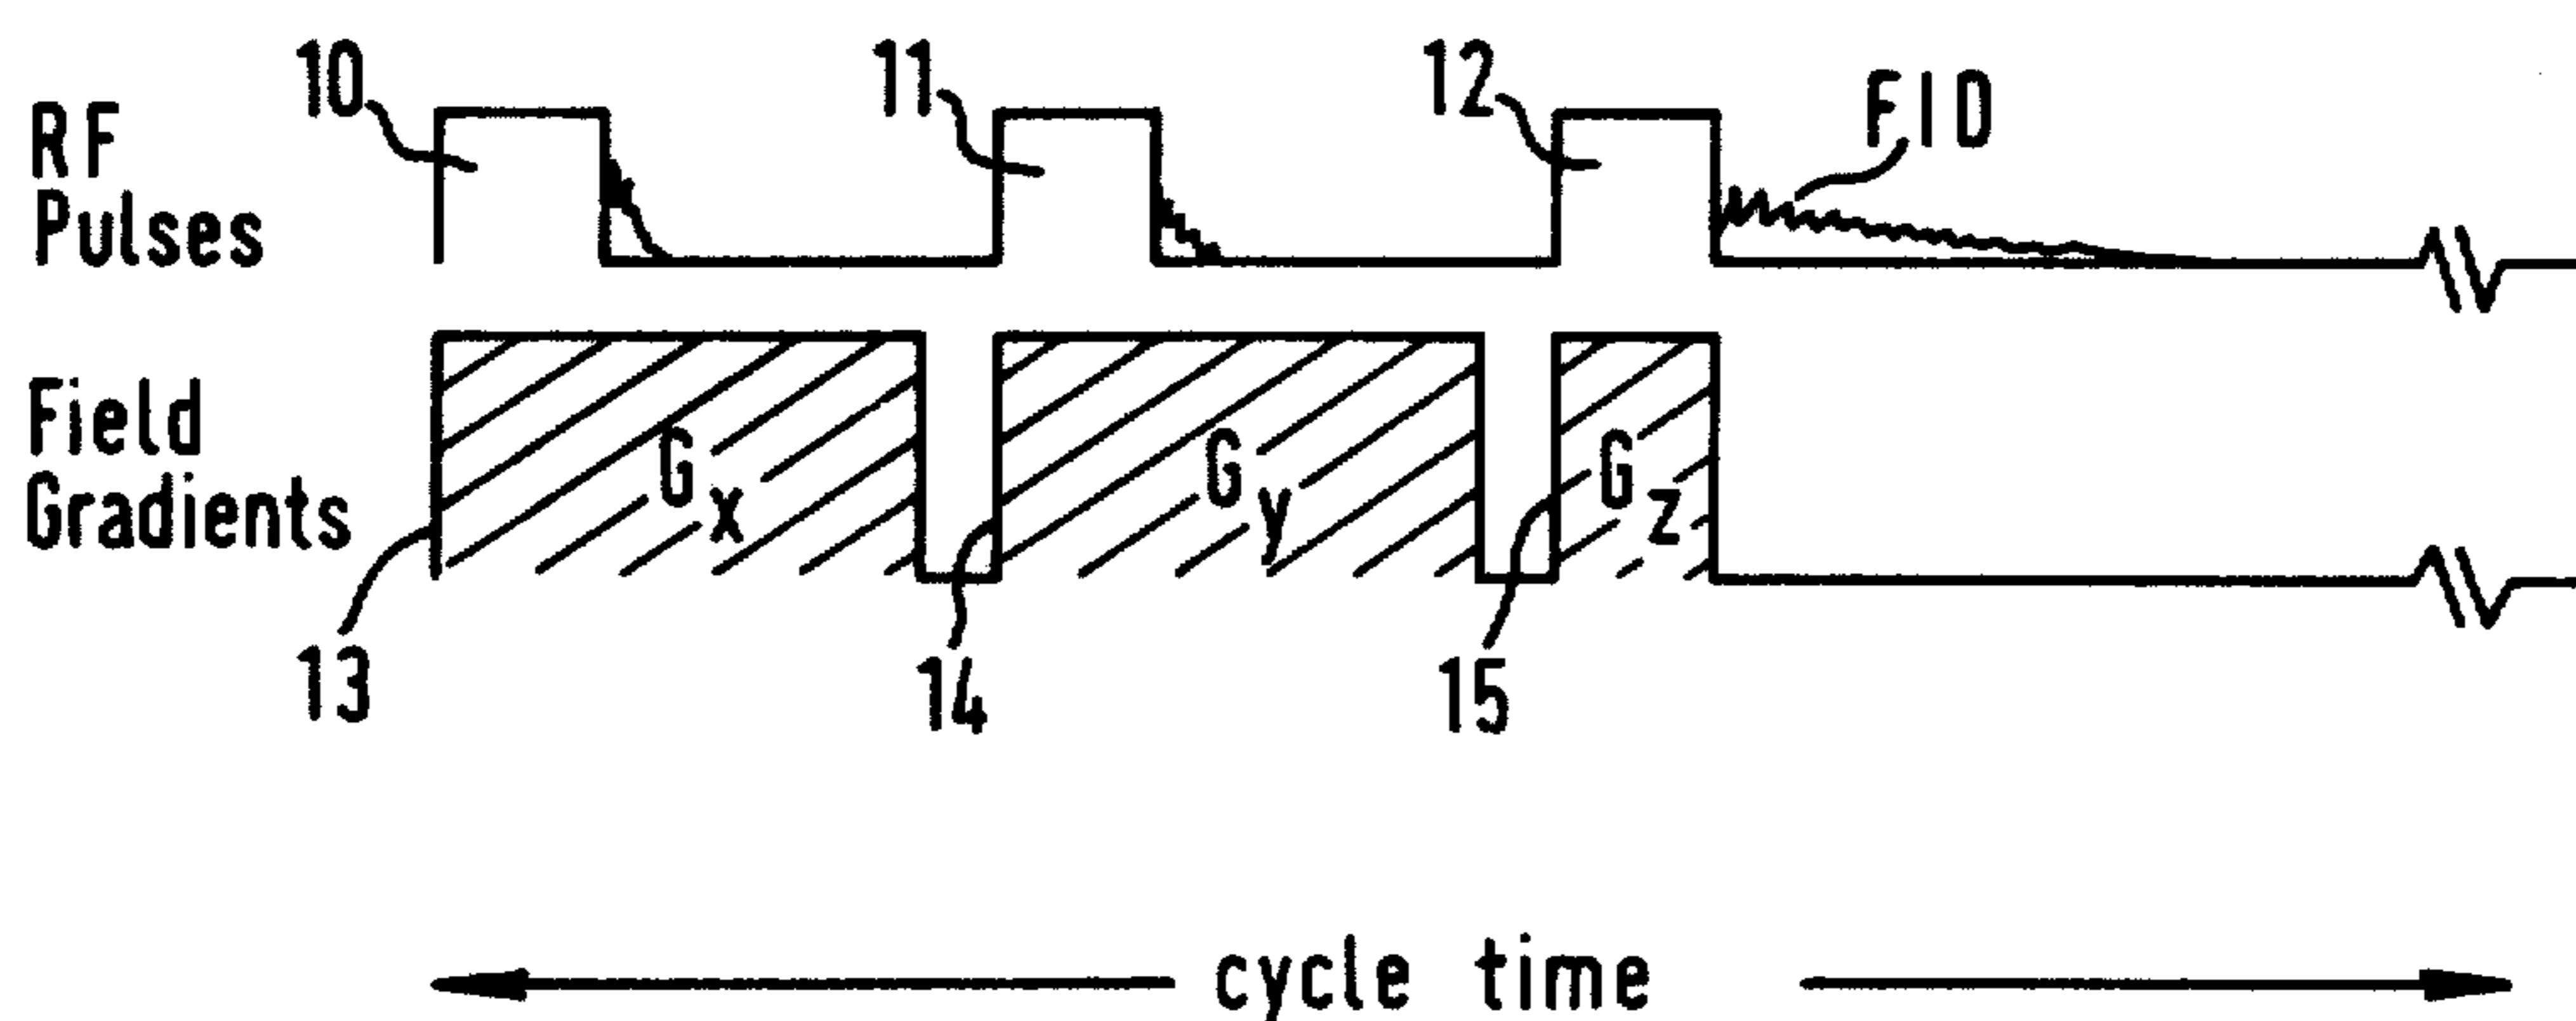 10
11
12
FID
RF
Pulses
Field
Gradients
Gx
Gy
Gz
13
14
15
cycle time